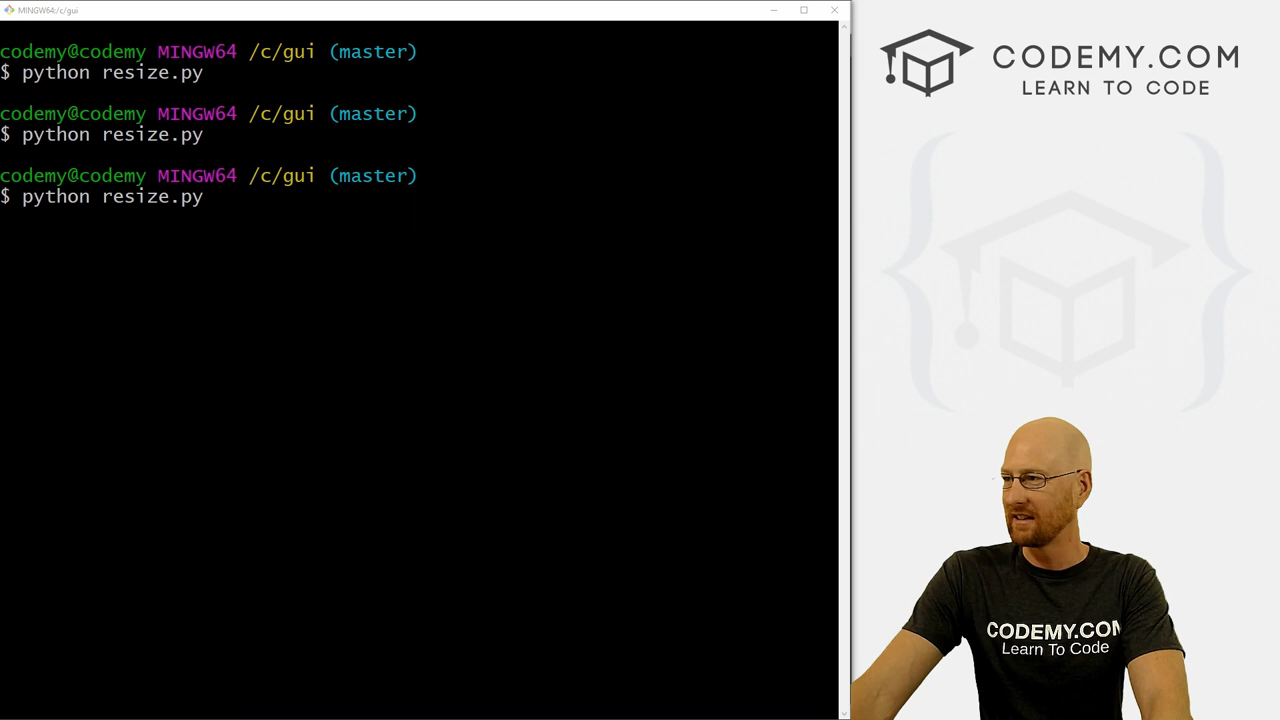 MINGW64:/c/gui
codemy@codemy MINGW64 /c/gui (master)
$ python resize.py
codemy@codemy MINGW64 /c/gui (master)
$ python resize.py
codemy@codemy MINGW64 /c/gui (master)
$ python resize.py
CODEMY.COM
LEARN TO CODE
CODEMY.COM
Learn To Code